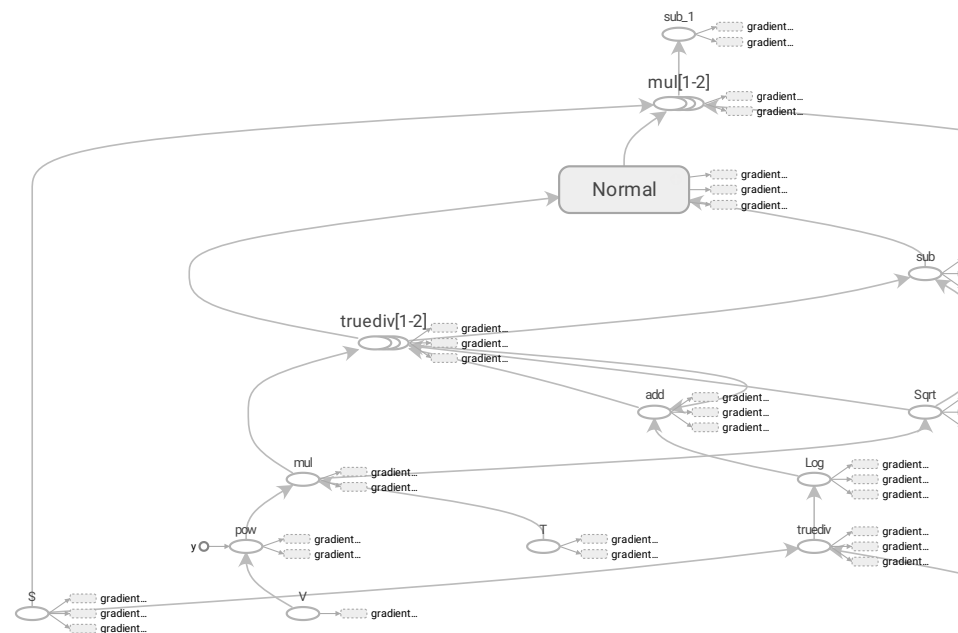 sub_1
gradient...
gradient...
mul[1-2]
gradient...
gradient...
Normal
gradient...
gradient...
gradient...
sub
truediv[1-2]
gradient...
gradient...
gradient...
add
gradient...
gradient...
gradient...
Sqrt
mul
gradient...
gradient...
Log
gradient...
gradient...
gradient...
y
pow
gradient...
gradient...
T
gradient...
gradient...
truediv
gradient...
gradient...
gradient...
S
gradient...
gradient...
gradient...
V
gradient...